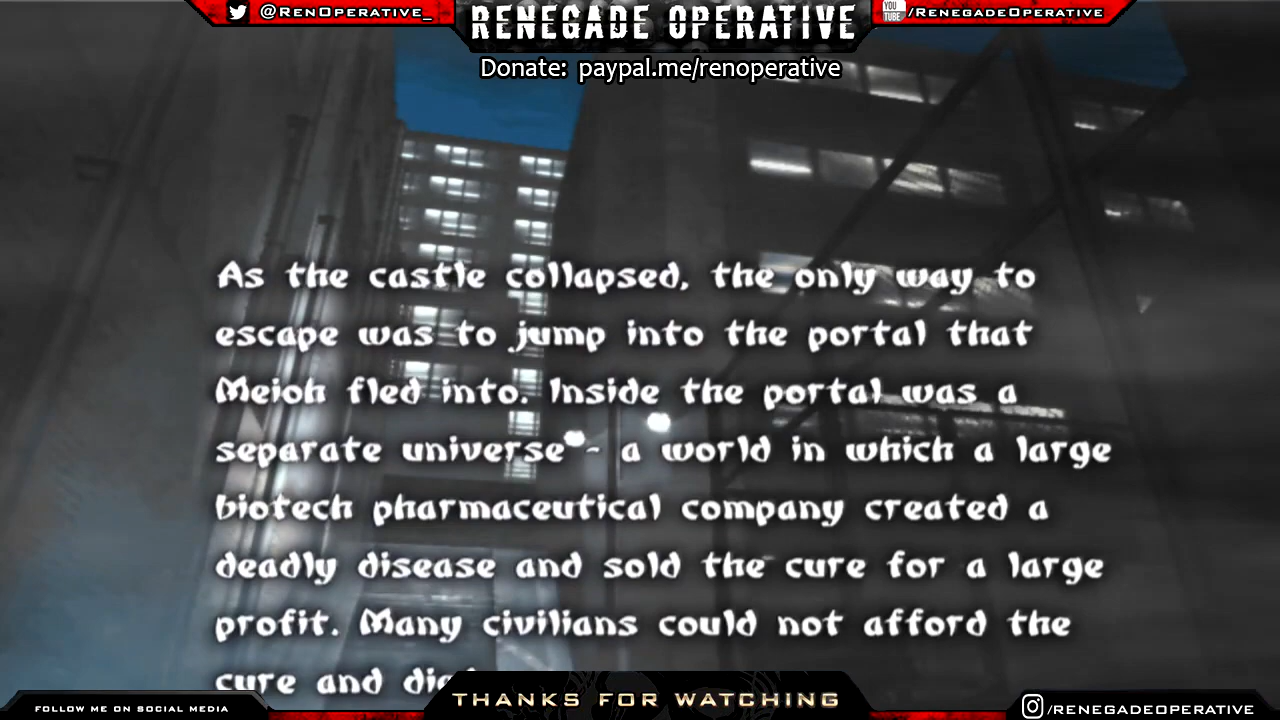 @RenOperative_
RENEGADE OPERATIVE
YOU TUBE /RenegadeOperative
Donate: paypal.me/renoperative
As the castle collapsed, the only way to
escape was to jump into the portal that
Meioh fled into. Inside the portal was a
separate universe - a world in which a large
biotech pharmaceutical company created a
deadly disease and sold the cure for a large
profit. Many civilians could not afford the
cure and
THANKS FOR WATCHING
FOLLOW ME ON SOCIAL MEDIA
/RENEGADEOPERATIVE